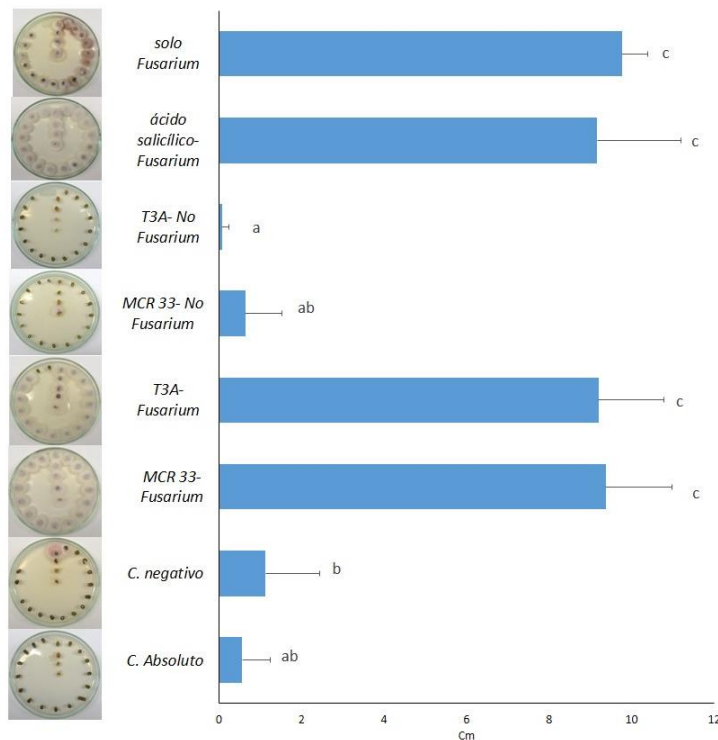 solo
Fusarium
c
ácido
salicílico-
Fusarium
c
T3A- No
Fusarium
a
MCR 33- No
Fusarium
ab
T3A-
Fusarium
c
MCR 33-
Fusarium
c
C. negativo
b
C. Absoluto
ab
0 2 4 6 8 10 12
Cm